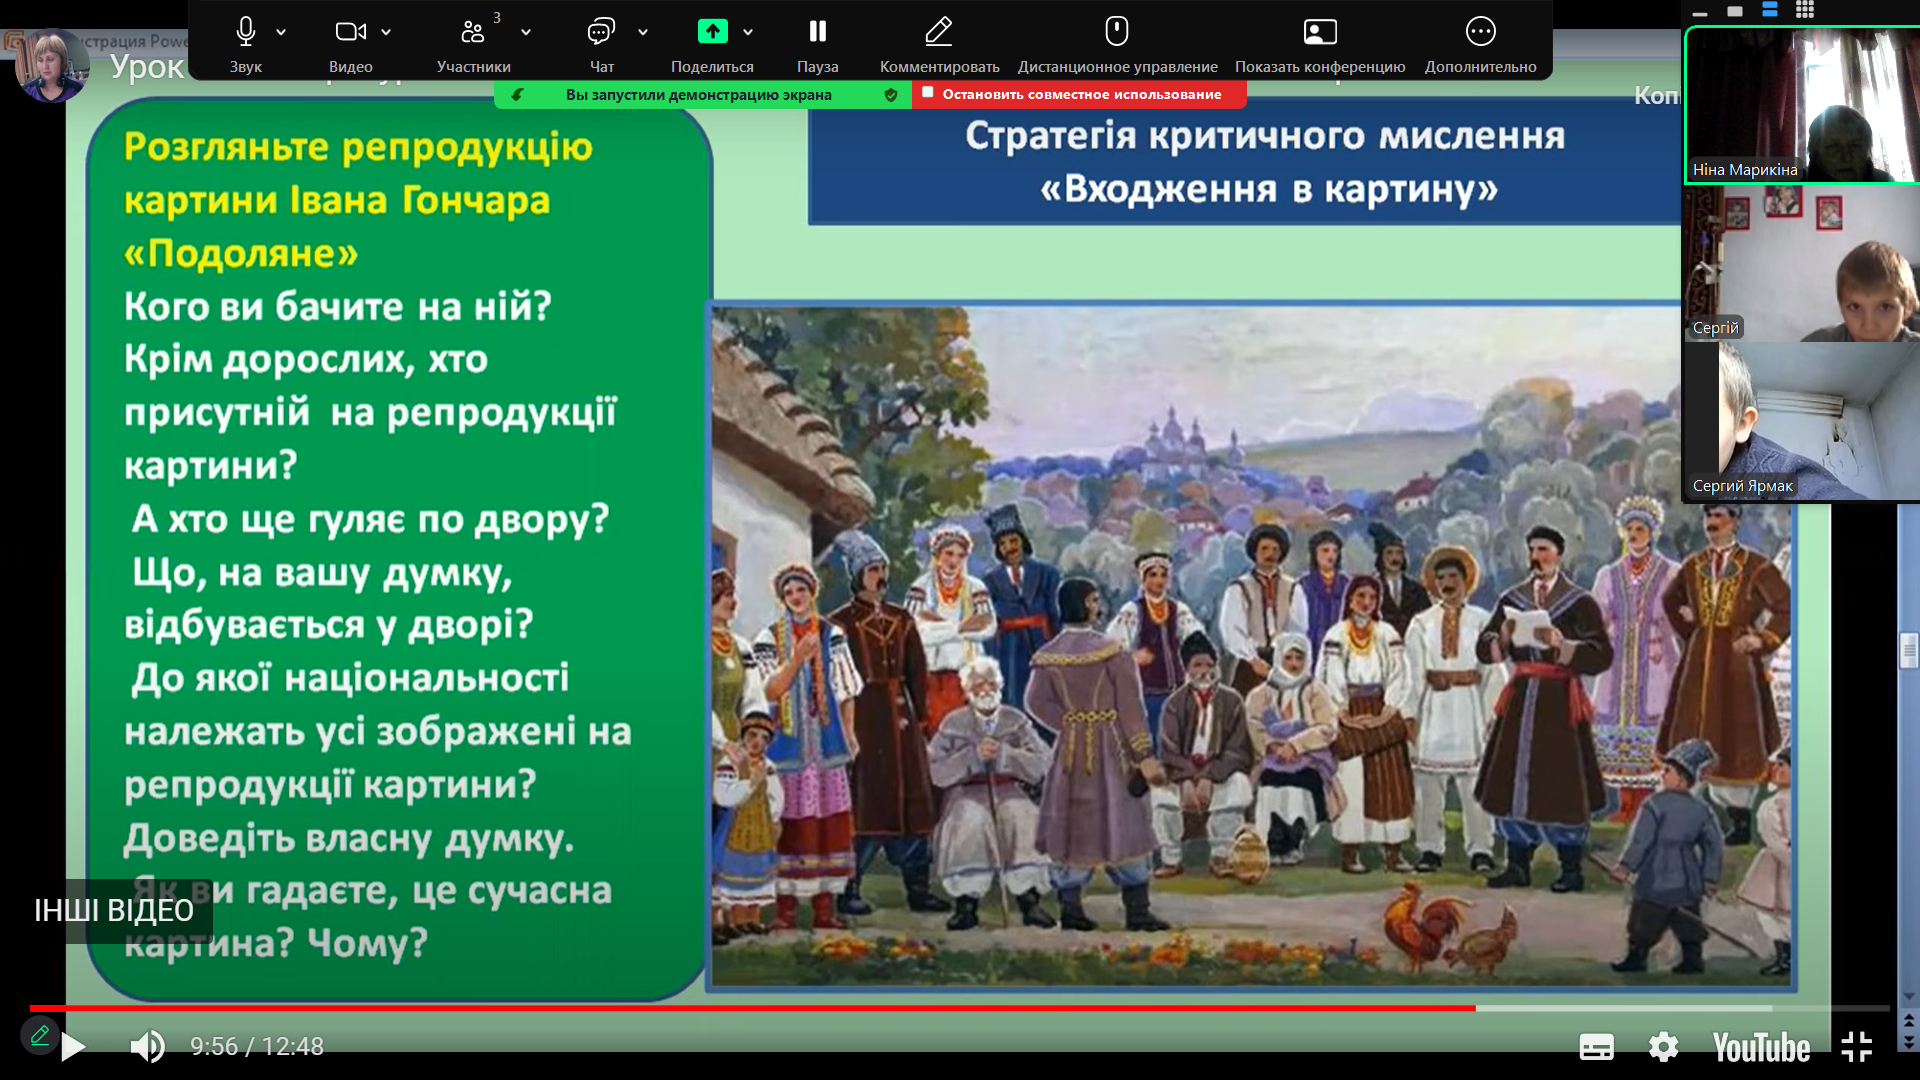 3
Звук
Видео
Участники
Чат
Поделиться
Пауза
Комментировать
Дистанционное управление
Показать конференцию
Дополнительно
Вы запустили демонстрацию экрана
Остановить совместное использование
Урок
Розгляньте репродукцію
картини Івана Гончара
«Подоляне»
Кого ви бачите на ній?
Крім дорослих, хто
присутній на репродукції
картини?
А хто ще гуляє по двору?
Що, на вашу думку,
відбувається у дворі?
До якої національності
належать усі зображені на
репродукції картини?
Доведіть власну думку.
Як ви гадаєте, це сучасна
картина? Чому?
Стратегія критичного мислення
«Входження в картину»
Ніна Марикіна
Сергій
Сергий Ярмак
ІНШІ ВІДЕО
9:56 / 12:48
YouTube